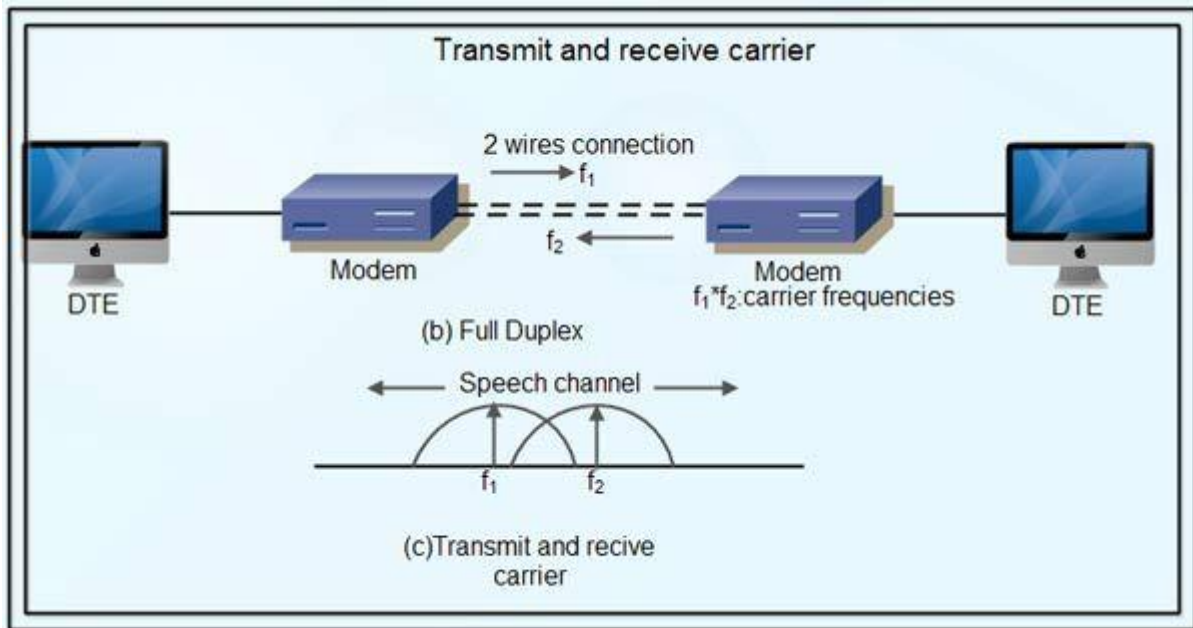 Transmit and receive carrier
2 wires connection
f₁
f₂
Modem
Modem
f₁*f₂:carrier frequencies
DTE
DTE
(b) Full Duplex
Speech channel
f₁
f₂
(c)Transmit and recive
carrier